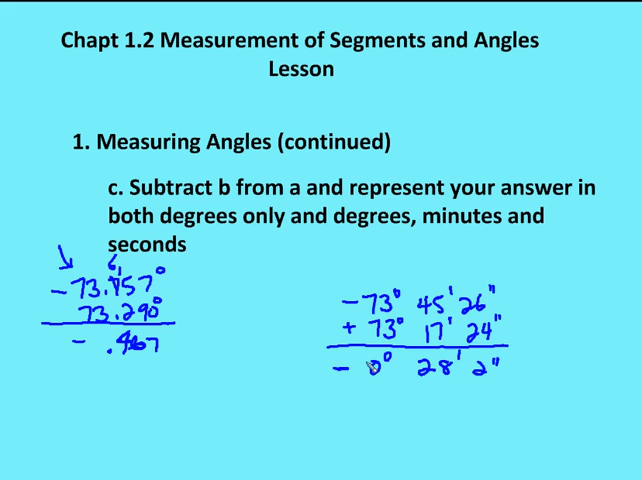 Chapt 1.2 Measurement of Segments and Angles
Lesson
1. Measuring Angles (continued)
c. Subtract b from a and represent your answer in
both degrees only and degrees, minutes and
seconds
- 73.757°
73.290°
- .467
- 73° 45' 26"
+ 73° 17' 24"
- 0° 28' 2"